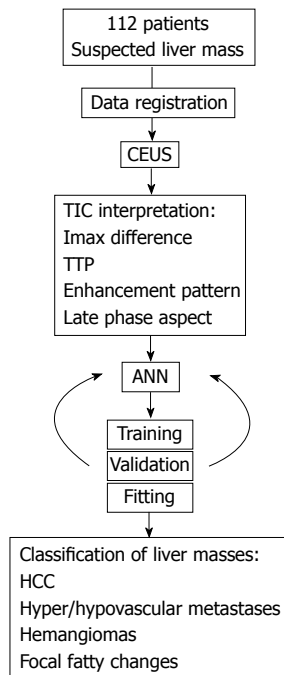 112 patients
Suspected liver mass
Data registration
CEUS
TIC interpretation:
Imax difference
TTP
Enhancement pattern
Late phase aspect
ANN
Training
Validation
Fitting
Classification of liver masses:
HCC
Hyper/hypovascular metastases
Hemangiomas
Focal fatty changes